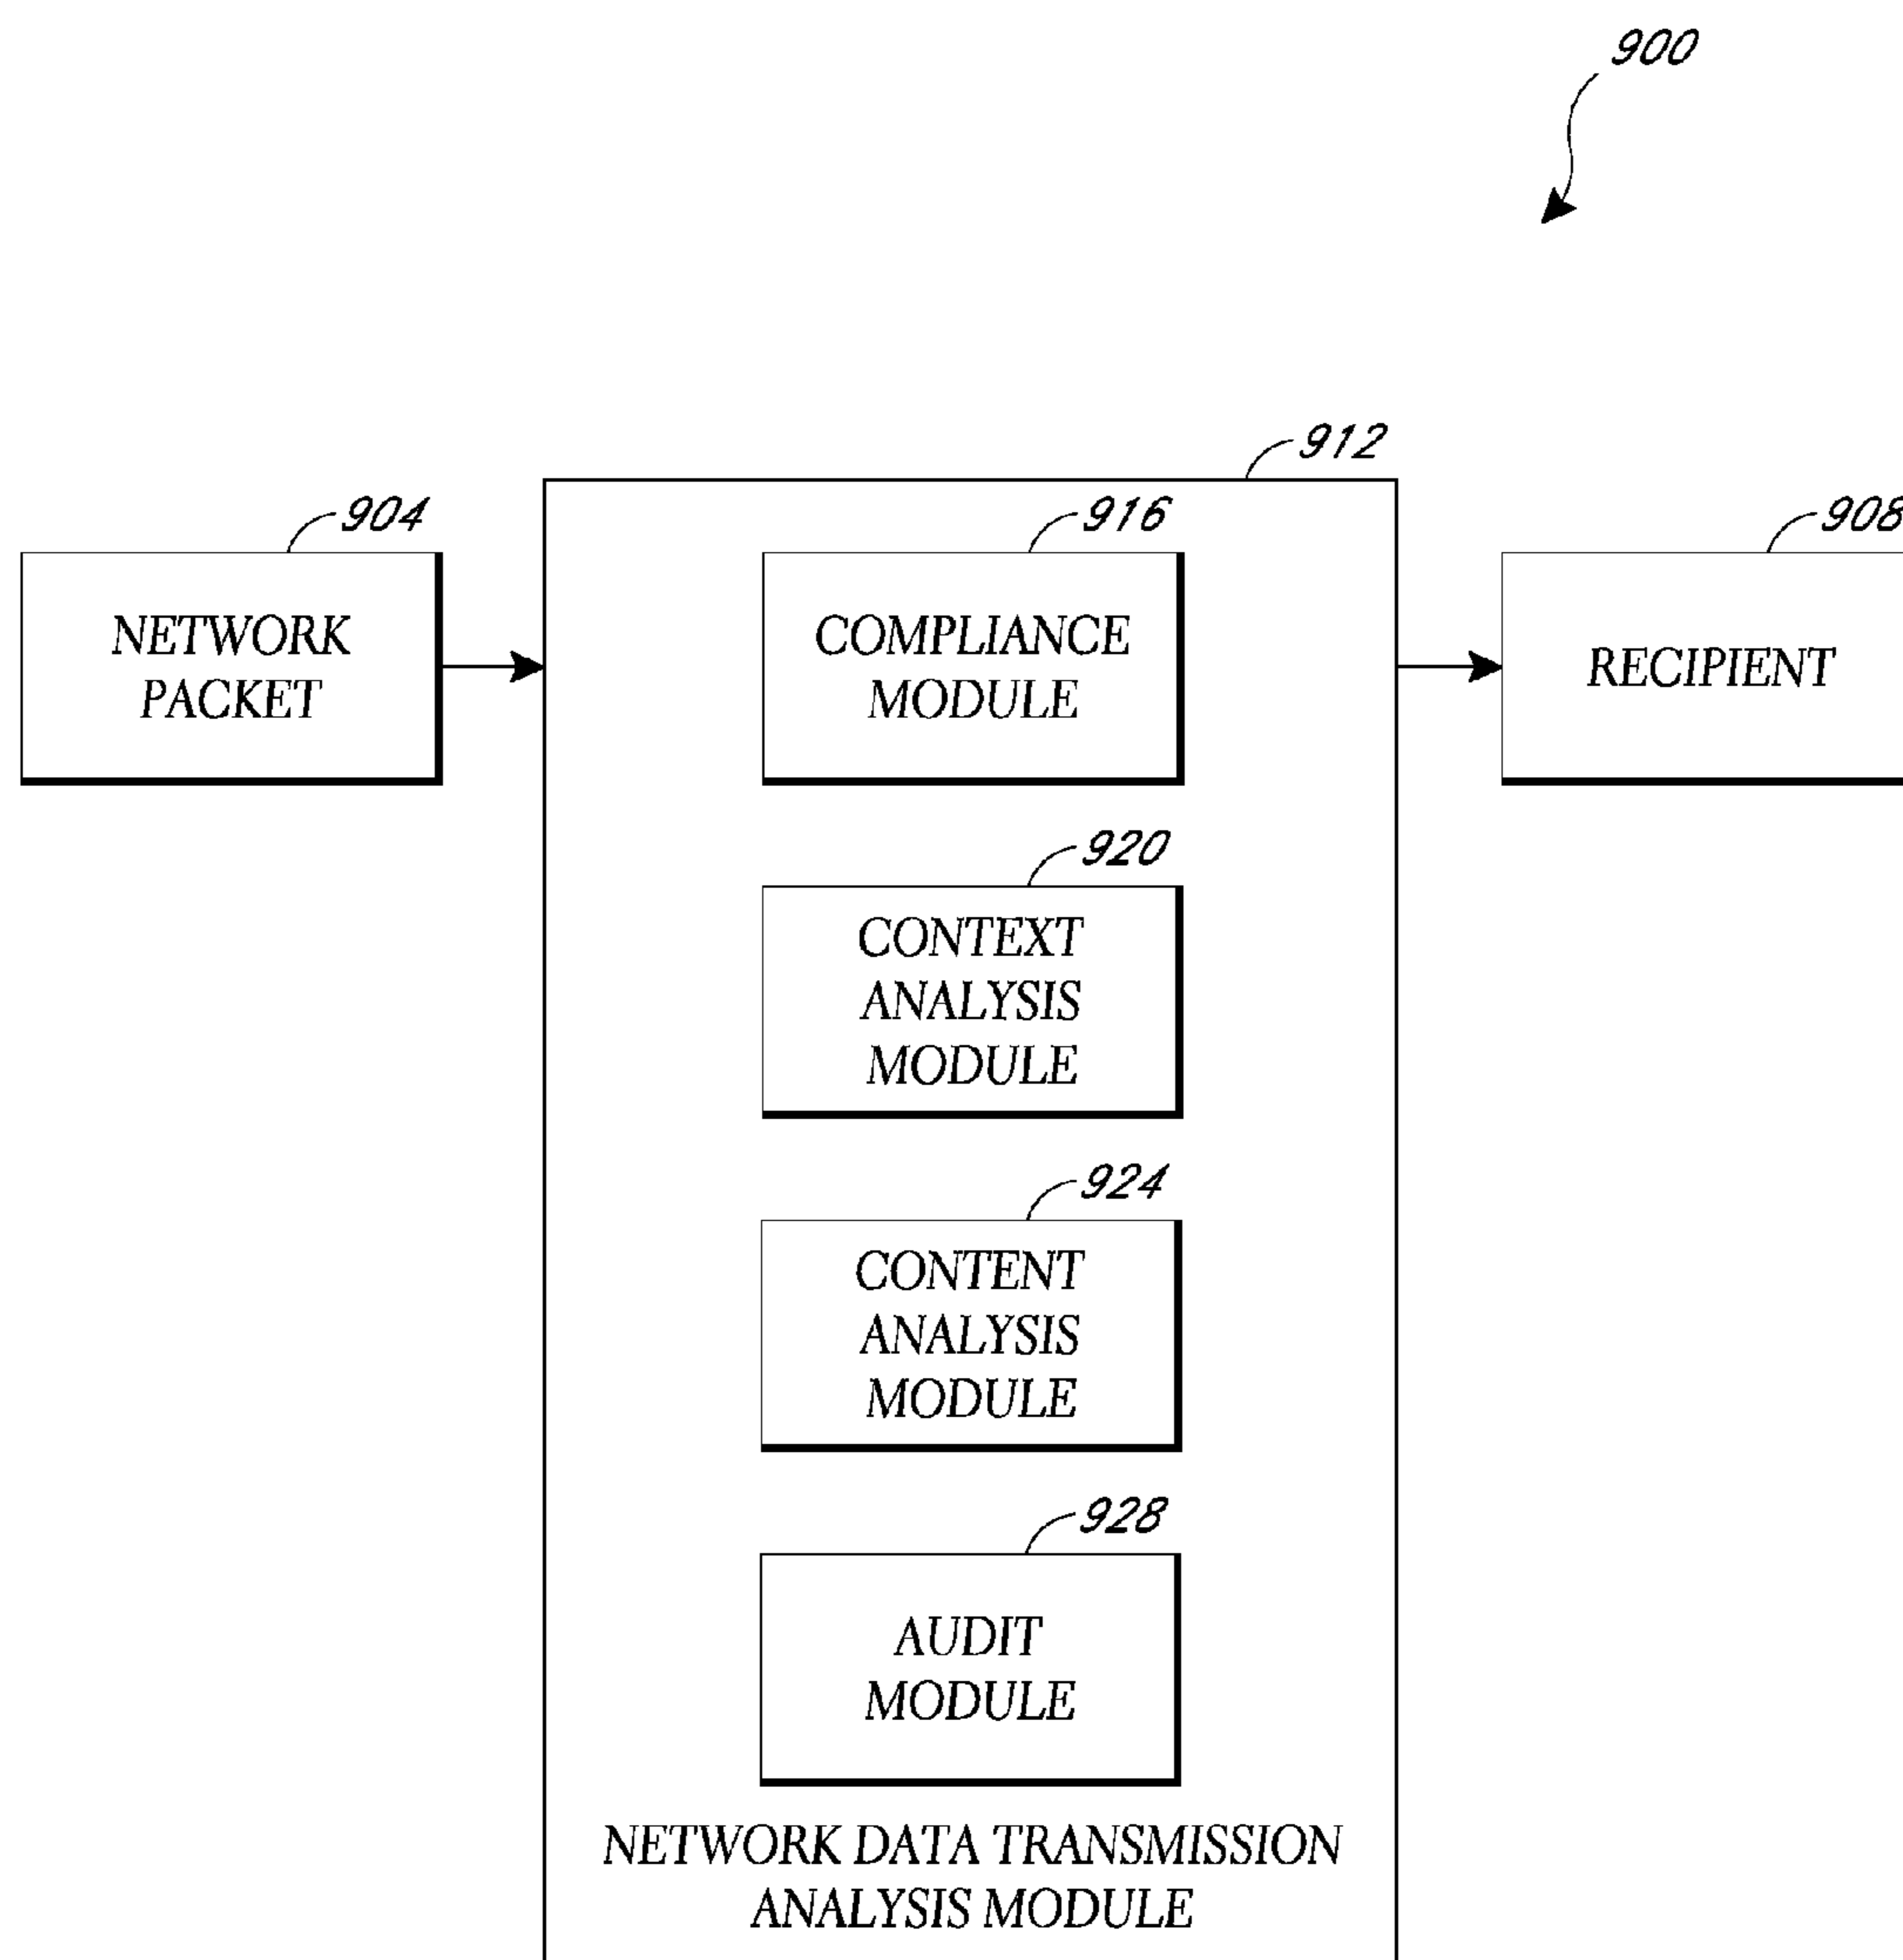 900
912
904
916
908
NETWORK
PACKET
COMPLIANCE
MODULE
RECIPIENT
920
CONTEXT
ANALYSIS
MODULE
924
CONTENT
ANALYSIS
MODULE
928
AUDIT
MODULE
NETWORK DATA TRANSMISSION
ANALYSIS MODULE